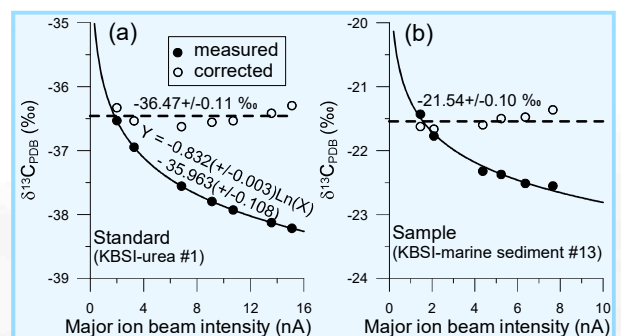 (a)
-35
-36
-37
-38
-39
δ¹³C_PDB (‰)
measured
corrected
-36.47+/-0.11 ‰
Y = -0.832(+/-0.003)Ln(X)
- 35.963(+/-0.108)
Standard
(KBSI-urea #1)
0 4 8 12 16
Major ion beam intensity (nA)
(b)
-20
-21
-22
-23
-24
δ¹³C_PDB (‰)
-21.54+/-0.10 ‰
Sample
(KBSI-marine sediment #13)
0 2 4 6 8 10
Major ion beam intensity (nA)